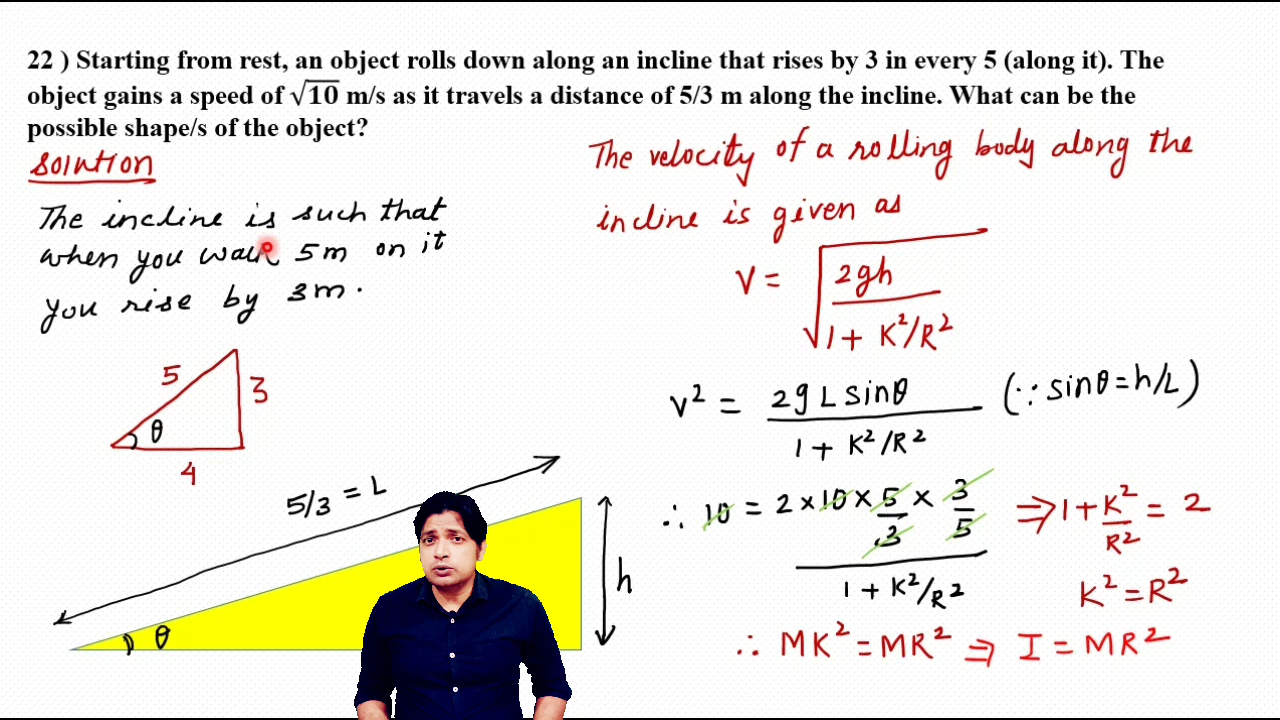 22 ) Starting from rest, an object rolls down along an incline that rises by 3 in every 5 (along it). The
object gains a speed of √10 m/s as it travels a distance of 5/3 m along the incline. What can be the
possible shape/s of the object?
Solution
The incline is such that
when you walk 5m on it
you rise by 3m.
5
3
θ
4
5/3 = L
θ
h
The velocity of a rolling body along the
incline is given as
V = √(2gh / (1 + K²/R²))
V² = 2g L sinθ / (1 + K²/R²) (∵ sinθ = h/L)
∴ 10 = 2 × 10 × 5/3 × 3/5 / (1 + K²/R²) ⇒ 1 + K²/R² = 2
K² = R²
∴ MK² = MR² ⇒ I = MR²